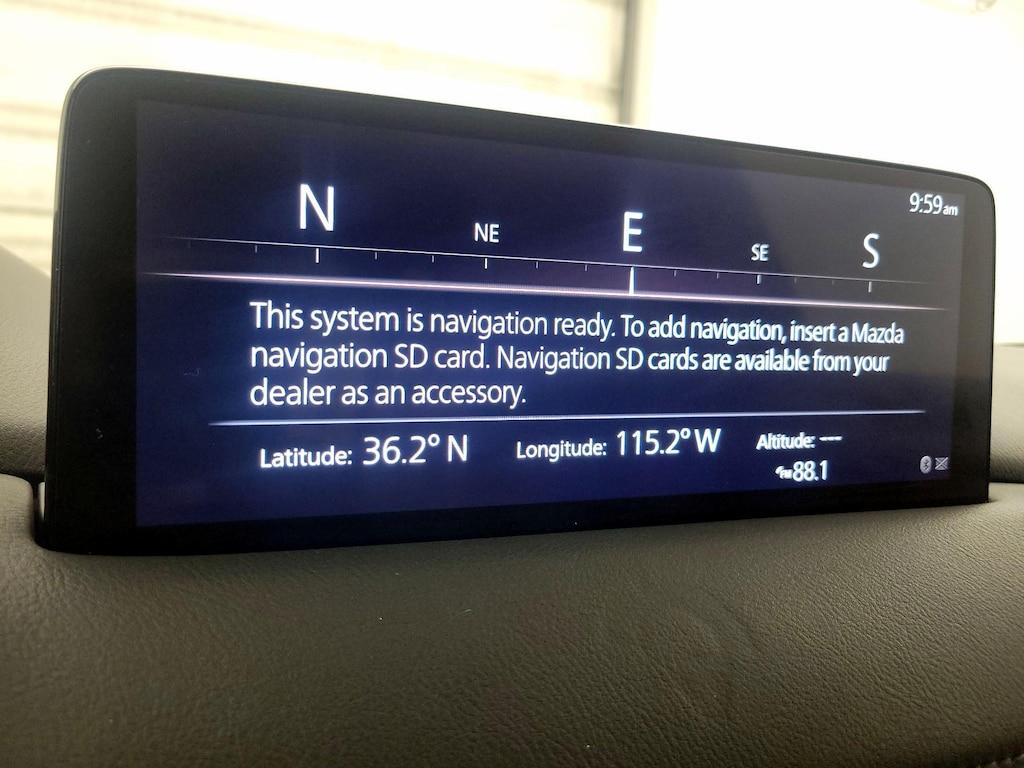 9:59am
N NE E SE S
This system is navigation ready. To add navigation, insert a Mazda
navigation SD card. Navigation SD cards are available from your
dealer as an accessory.
Latitude: 36.2° N Longitude: 115.2° W Altitude: ---
FM 88.1